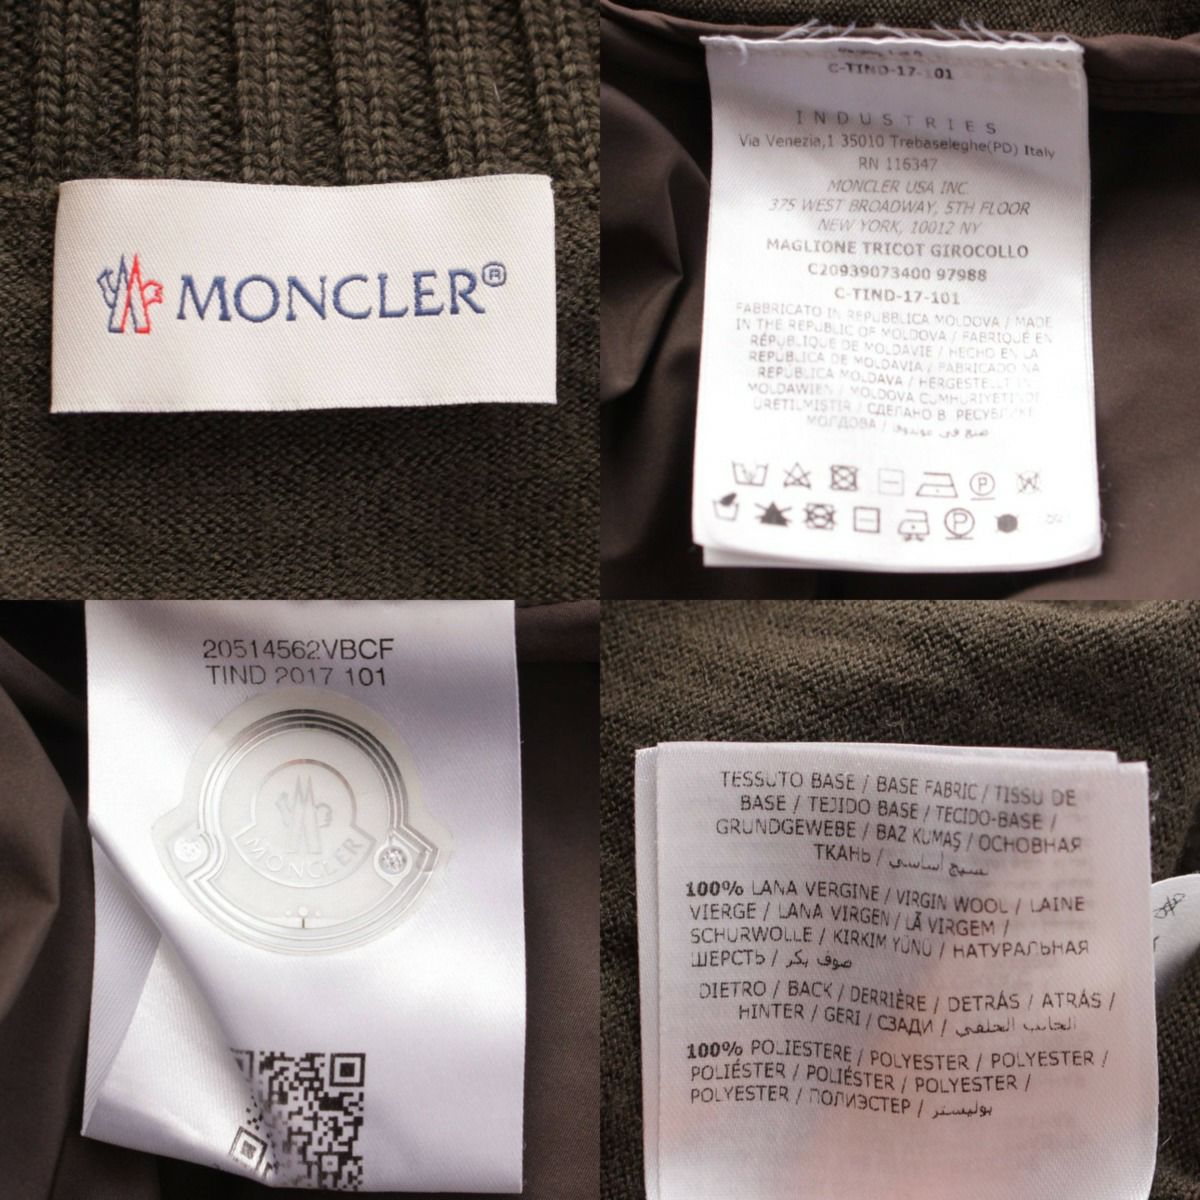 MONCLER®
C-TIND-17-101
INDUSTRIES
Via Venezia,1 35010 Trebaseleghe(PD) Italy
RN 116347
MONCLER USA INC.
375 WEST BROADWAY, 5TH FLOOR
NEW YORK, 10012 NY
MAGLIONE TRICOT GIROCOLLO
C20939073400 97988
C-TIND-17-101
FABBRICATO IN REPUBBLICA MOLDOVA / MADE
IN THE REPUBLIC OF MOLDOVA / FABRIQUÉ EN
RÉPUBLIQUE DE MOLDAVIE / HECHO EN LA
REPÚBLICA DE MOLDAVIA / FABRICADO NA
REPÚBLICA MOLDAVA / HERGESTELLT IN
MOLDAWIEN / MOLDOVA CUMHURIYETINDE
ÜRETILMISTIR / СДЕЛАНО В РЕСУБЛИКЕ
МОЛДОВА / صنع في
P
P
20514562VBCF
TIND 2017 101
MONCLER
TESSUTO BASE / BASE FABRIC / TISSU DE
BASE / TEJIDO BASE / TECIDO-BASE /
GRUNDGEWEBE / BAZ KUMAŞ / ОСНОВНАЯ
ТКАНЬ / نسيج أساسي
100% LANA VERGINE / VIRGIN WOOL / LAINE
VIERGE / LANA VIRGEN / LÃ VIRGEM /
SCHURWOLLE / KIRKIM YÜNÜ / НАТУРАЛЬНАЯ
ШЕРСТЬ / صوف بكر
DIETRO / BACK / DERRIÈRE / DETRÁS / ATRÁS /
HINTER / GERI / СЗАДИ / الجانب الخلفي
100% POLIESTERE / POLYESTER / POLYESTER /
POLIÉSTER / POLIÉSTER / POLYESTER /
POLYESTER / ПОЛИЭСТЕР / بوليستر